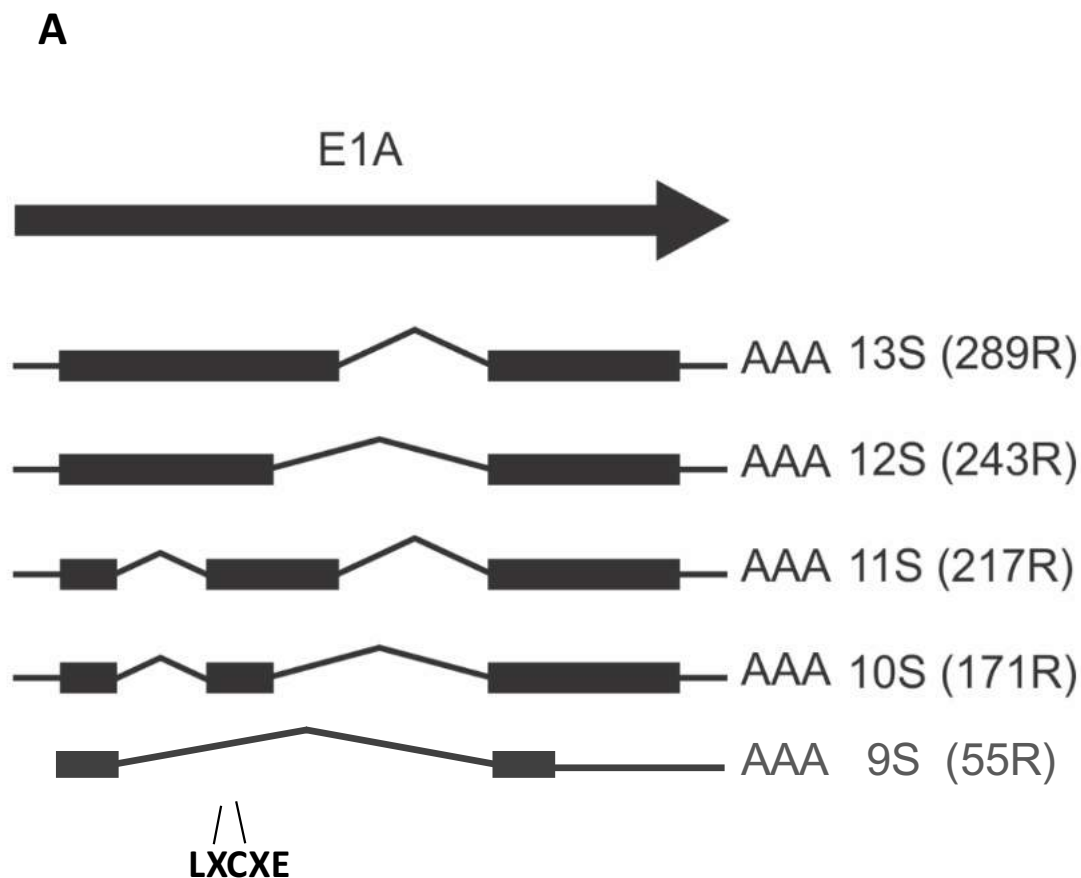 A
E1A
AAA 13S (289R)
AAA 12S (243R)
AAA 11S (217R)
AAA 10S (171R)
AAA 9S (55R)
LXCXE